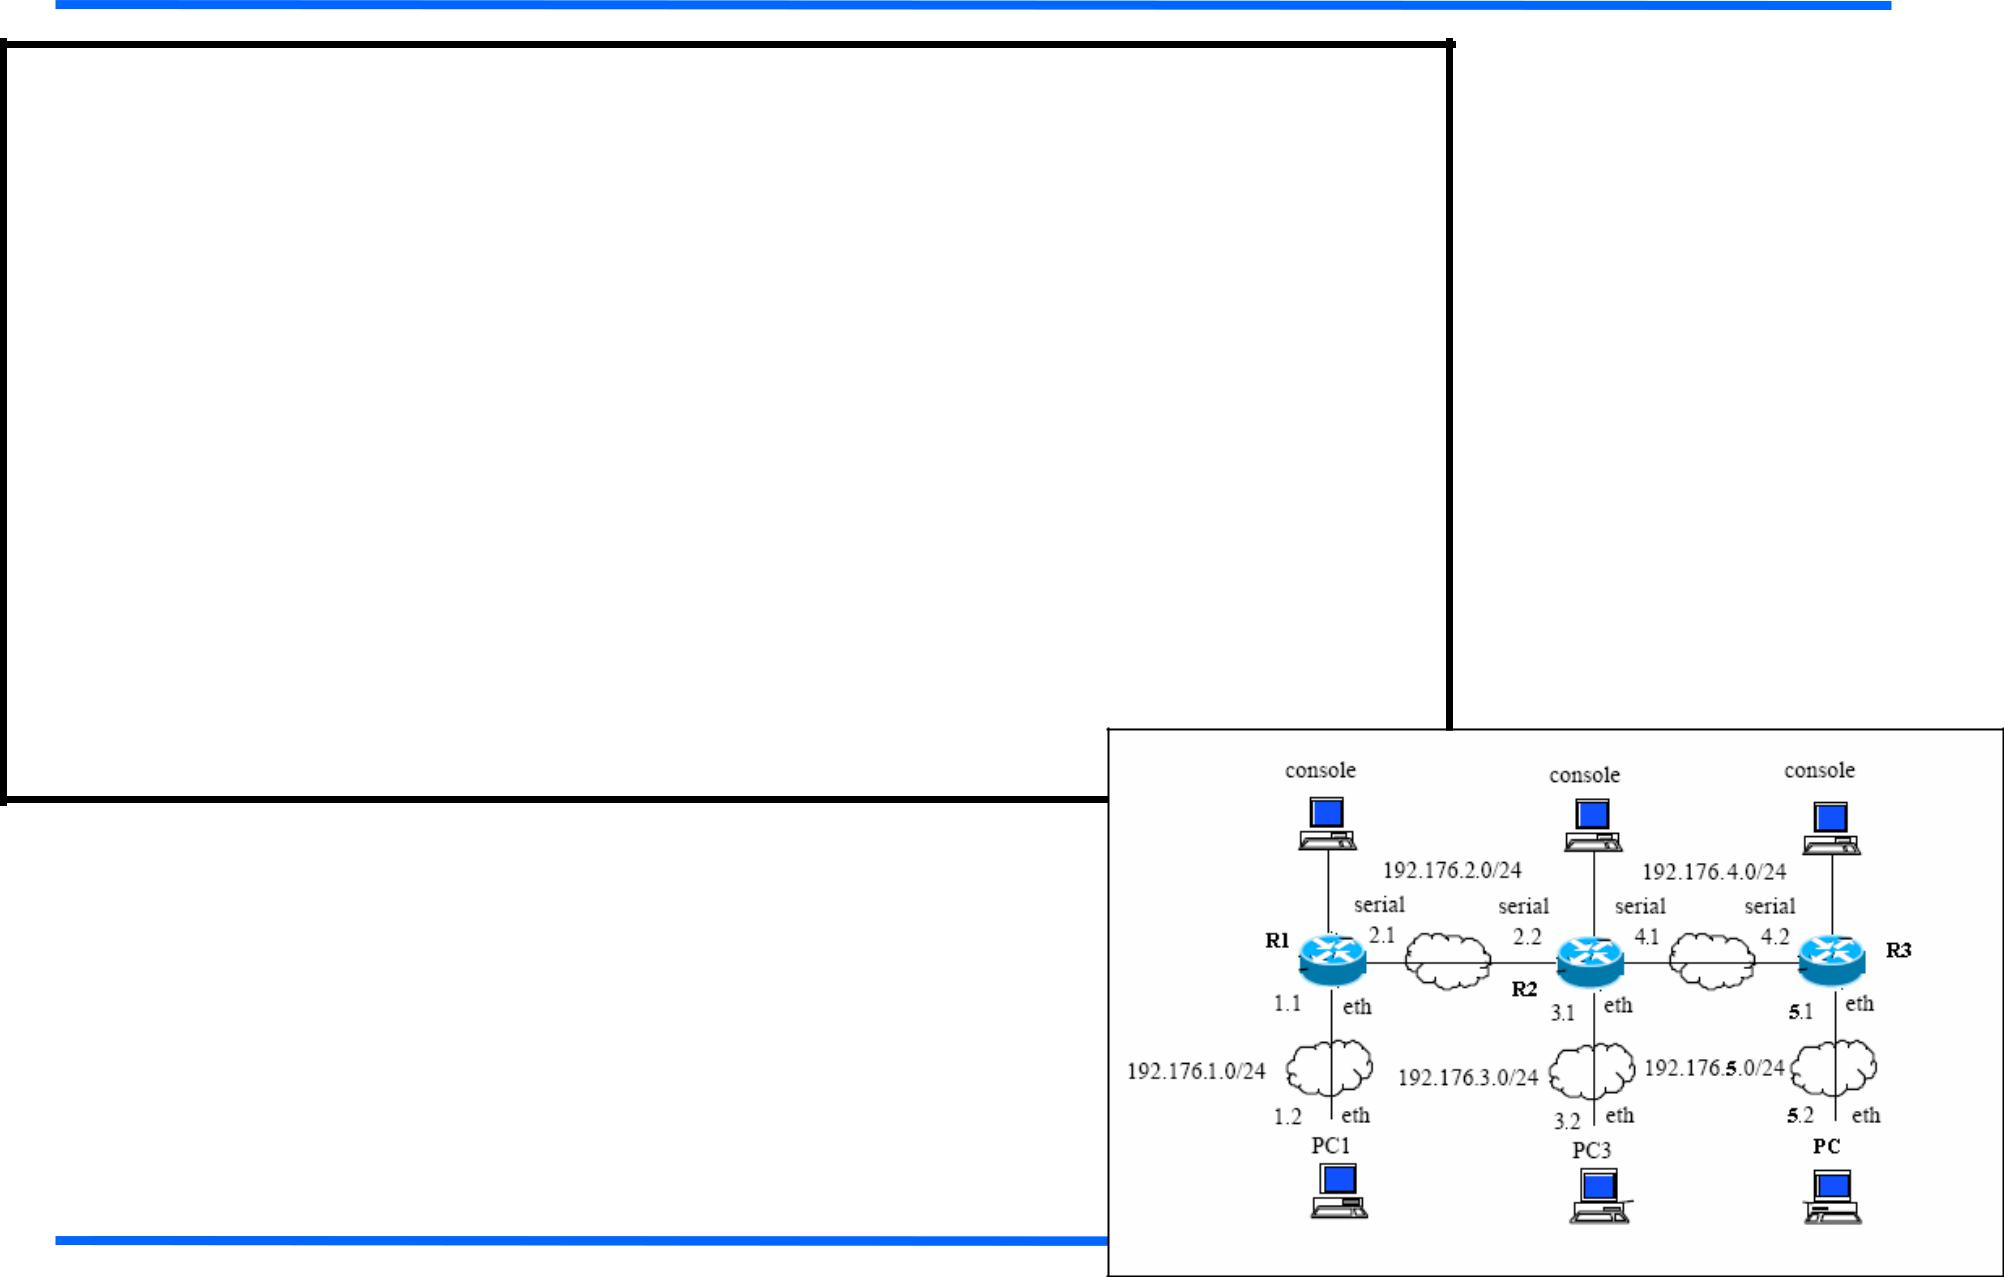 console console console
192.176.2.0/24 192.176.4.0/24
serial serial serial serial
R1 2.1 2.2 4.1 4.2 R3
R2
1.1 eth 3.1 eth 5.1 eth
192.176.1.0/24 192.176.3.0/24 192.176.5.0/24
1.2 eth 3.2 eth 5.2 eth
PC1 PC3 PC